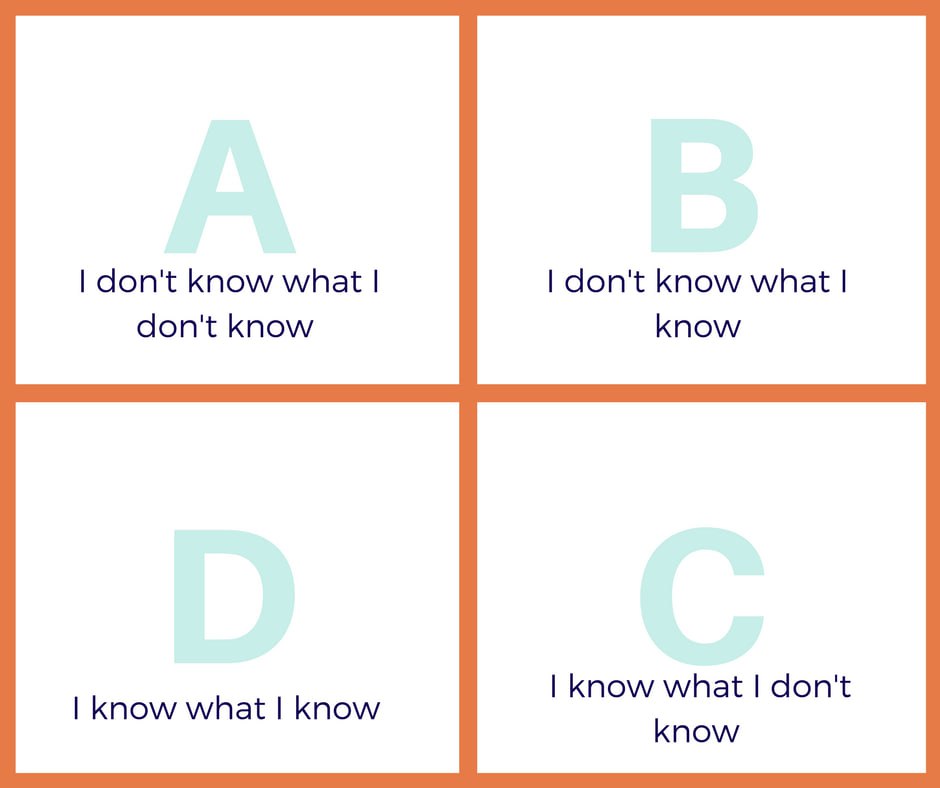 A
I don't know what I
don't know
B
I don't know what I
know
D
I know what I know
C
I know what I don't
know